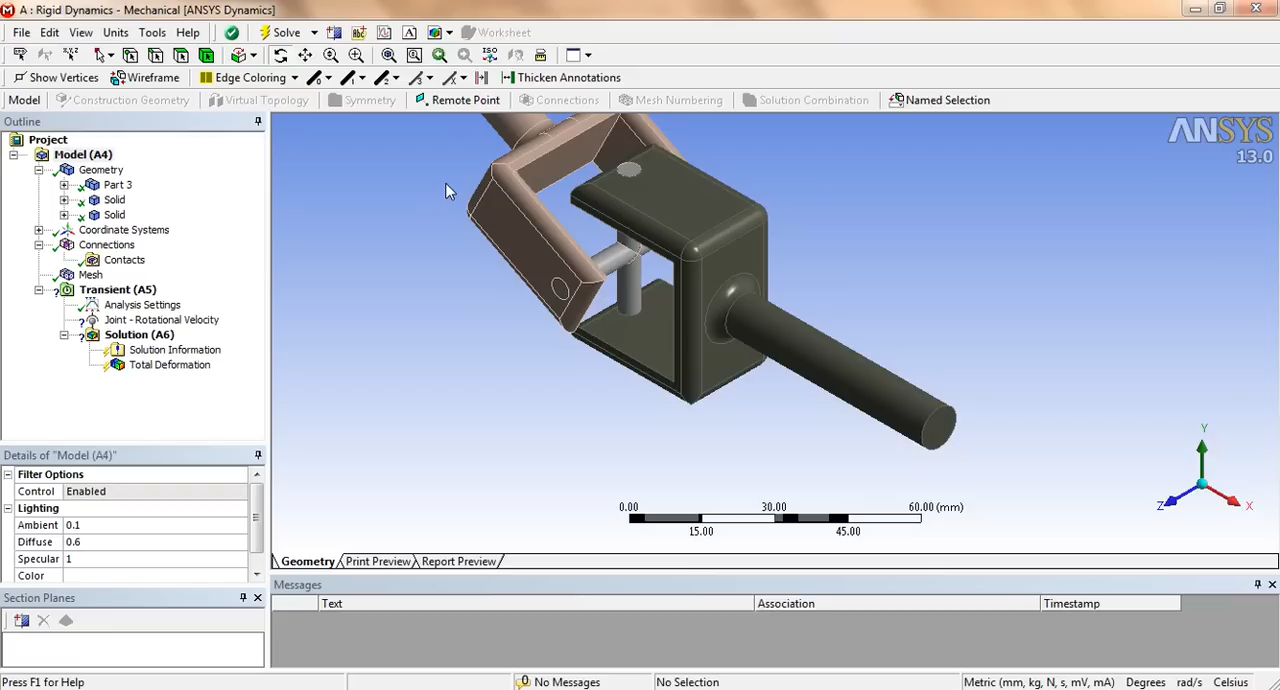 A : Rigid Dynamics - Mechanical [ANSYS Dynamics]
File Edit View Units Tools Help Solve Worksheet
Show Vertices Wireframe Edge Coloring Thicken Annotations
Model Construction Geometry Virtual Topology Symmetry Remote Point Connections Mesh Numbering Solution Combination Named Selection
Outline
Project
Model (A4)
Geometry
Part 3
Solid
Solid
Coordinate Systems
Connections
Contacts
Mesh
Transient (A5)
Analysis Settings
Joint - Rotational Velocity
Solution (A6)
Solution Information
Total Deformation
ANSYS
13.0
Y
Z
X
0.00 30.00 60.00 (mm)
15.00 45.00
Details of "Model (A4)"
Filter Options
Control Enabled
Lighting
Ambient 0.1
Diffuse 0.6
Specular 1
Color
Geometry Print Preview Report Preview
Section Planes
Messages
Text Association Timestamp
Press F1 for Help No Messages No Selection Metric (mm, kg, N, s, mV, mA) Degrees rad/s Celsius